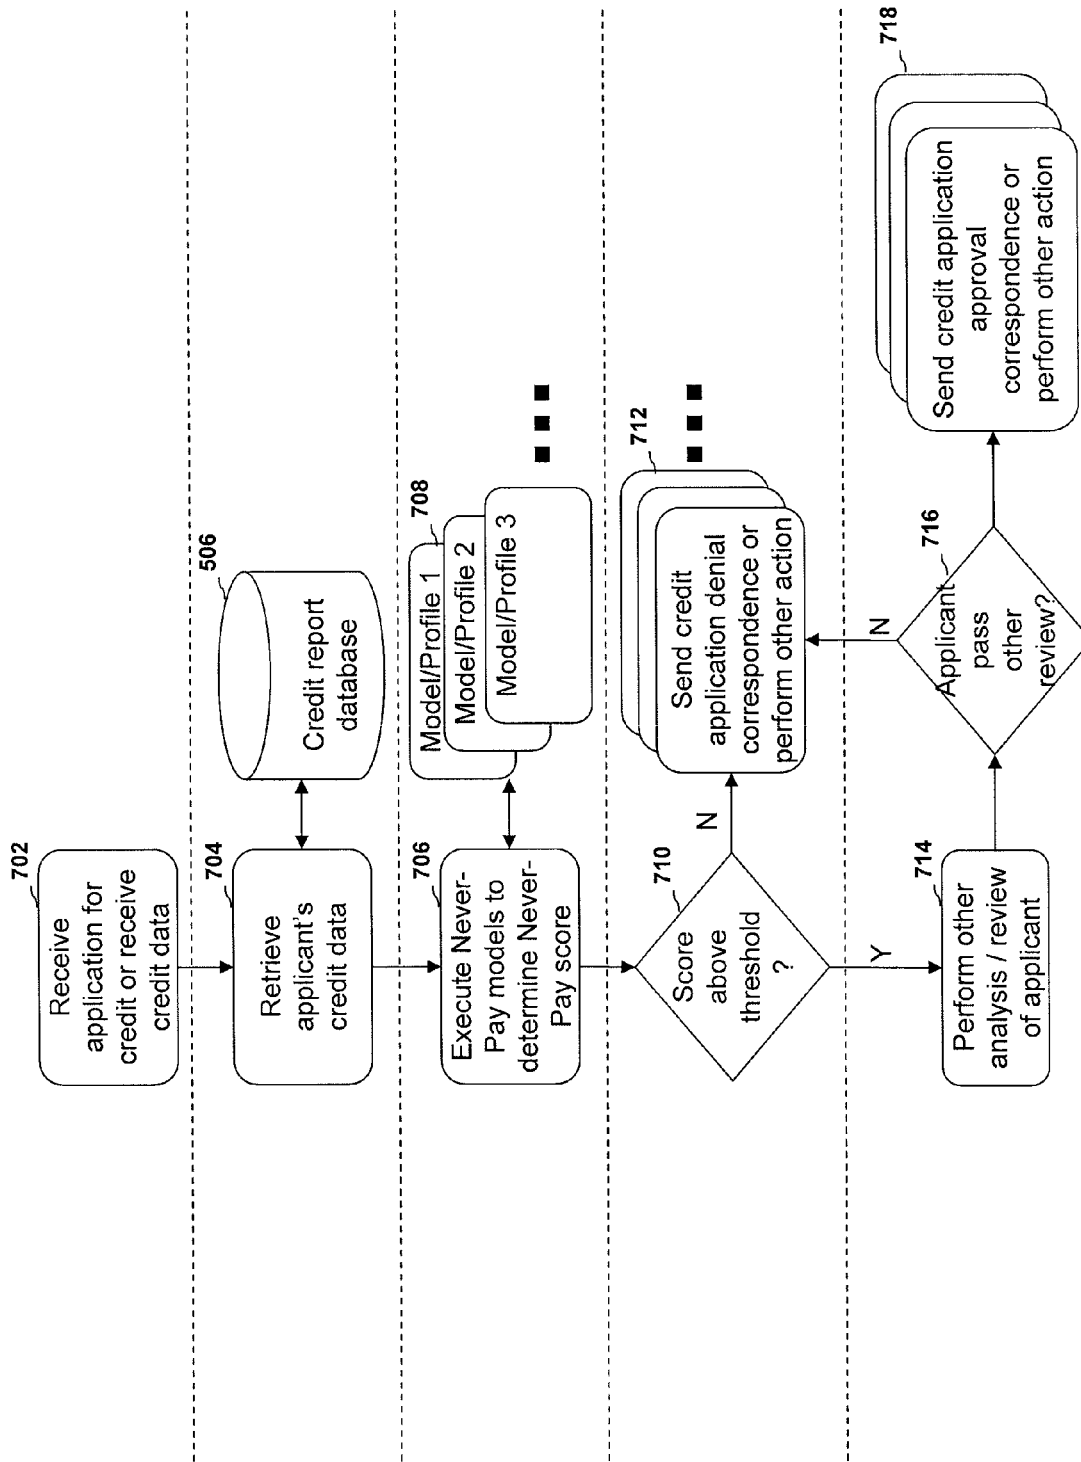 702
Receive
application for
credit or receive
credit data
704
Retrieve
applicant's
credit data
506
Credit report
database
706
Execute Never-
Pay models to
determine Never-
Pay score
708
Model/Profile 1
Model/Profile 2
Model/Profile 3
710
Score
above
threshold
?
N
Y
712
Send credit
application denial
correspondence or
perform other action
714
Perform other
analysis / review
of applicant
716
Applicant
pass
other
review?
N
718
Send credit application
approval
correspondence or
perform other action